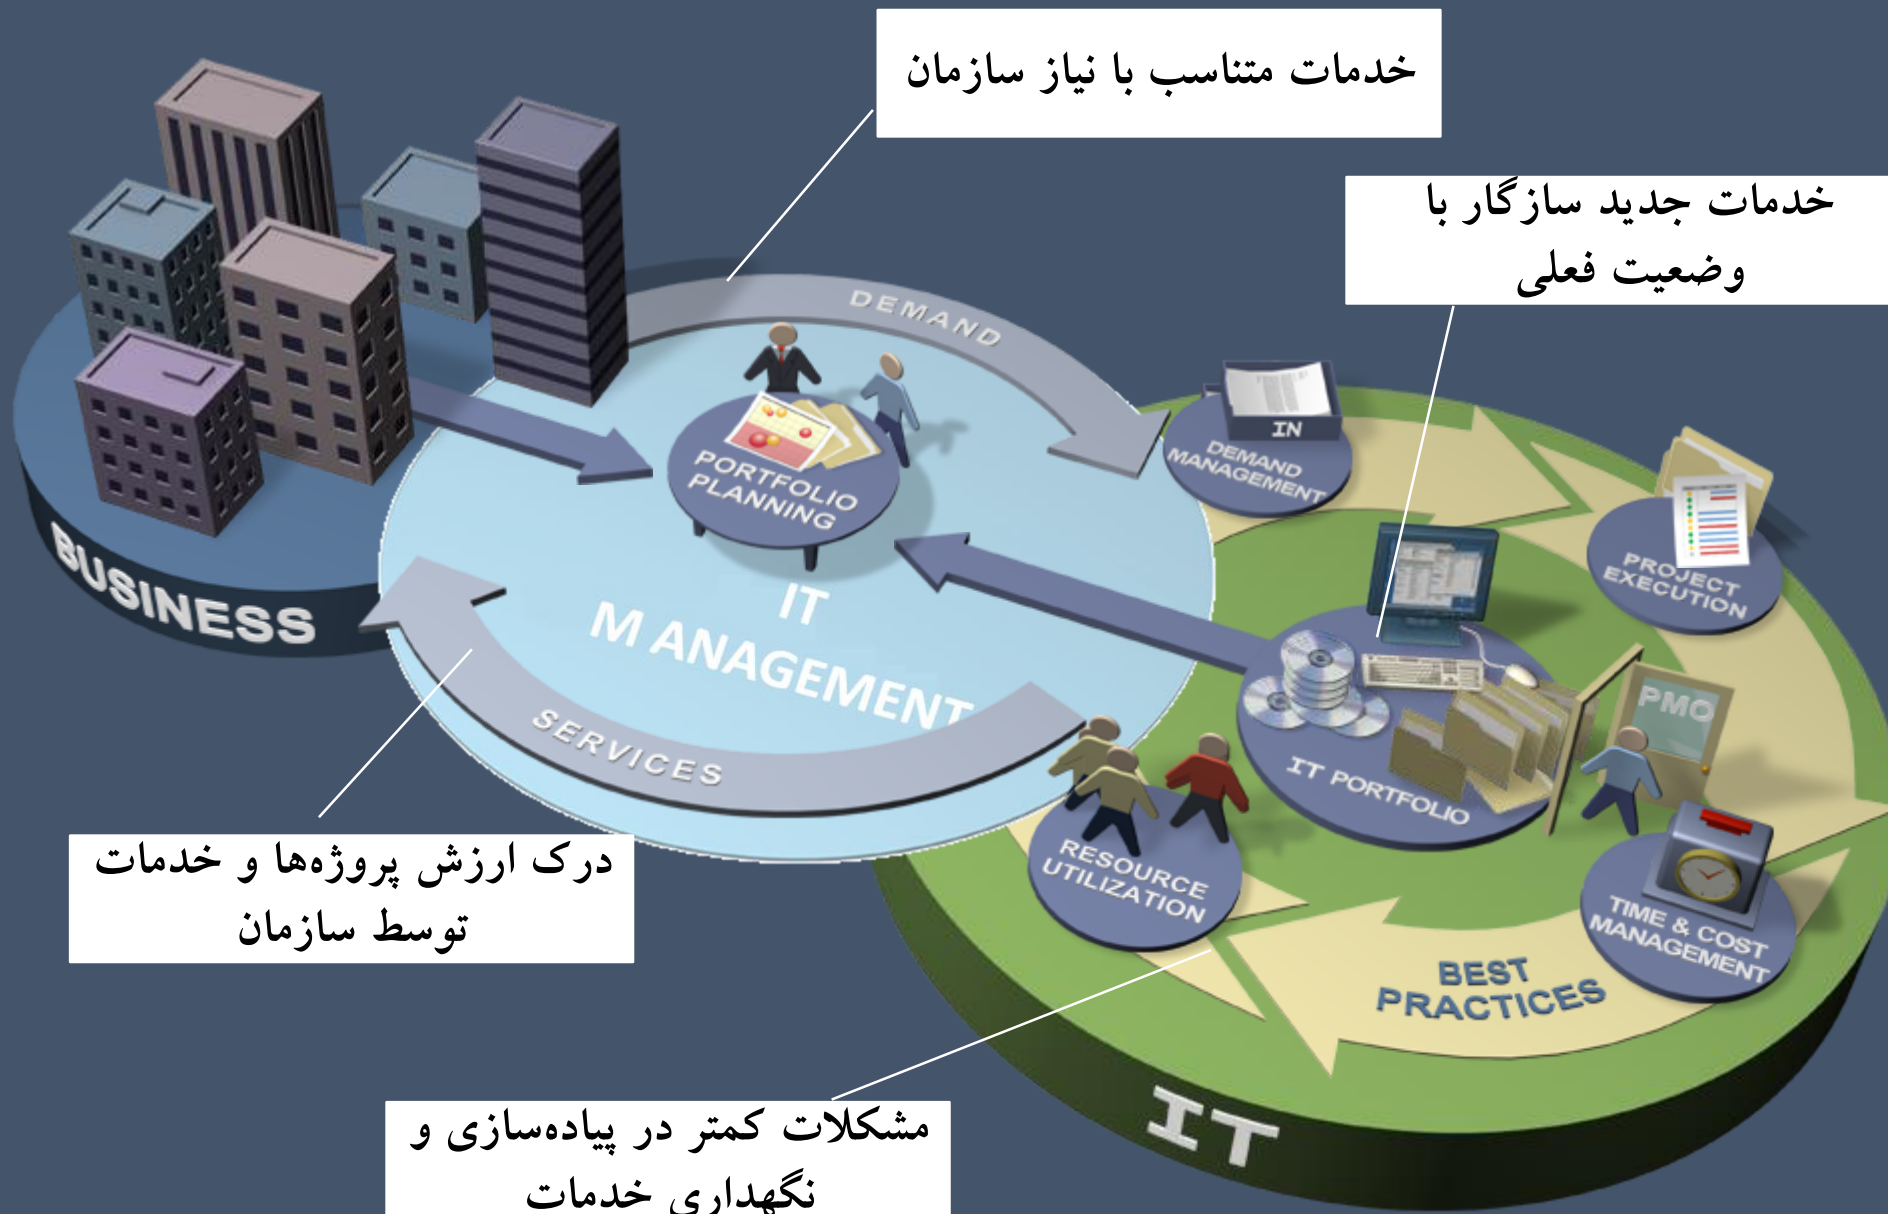 خدمات متناسب با نیاز سازمان
خدمات جدید سازگار با
وضعیت فعلی
DEMAND
IN
DEMAND
MANAGEMENT
PORTFOLIO
PLANNING
PROJECT
EXECUTION
BUSINESS
IT
MANAGEMENT
PMO
SERVICES
IT PORTFOLIO
درک ارزش پروژه‌ها و خدمات
توسط سازمان
RESOURCE
UTILIZATION
TIME & COST
MANAGEMENT
BEST
PRACTICES
IT
مشکلات کمتر در پیاده‌سازی و
نگهداری خدمات